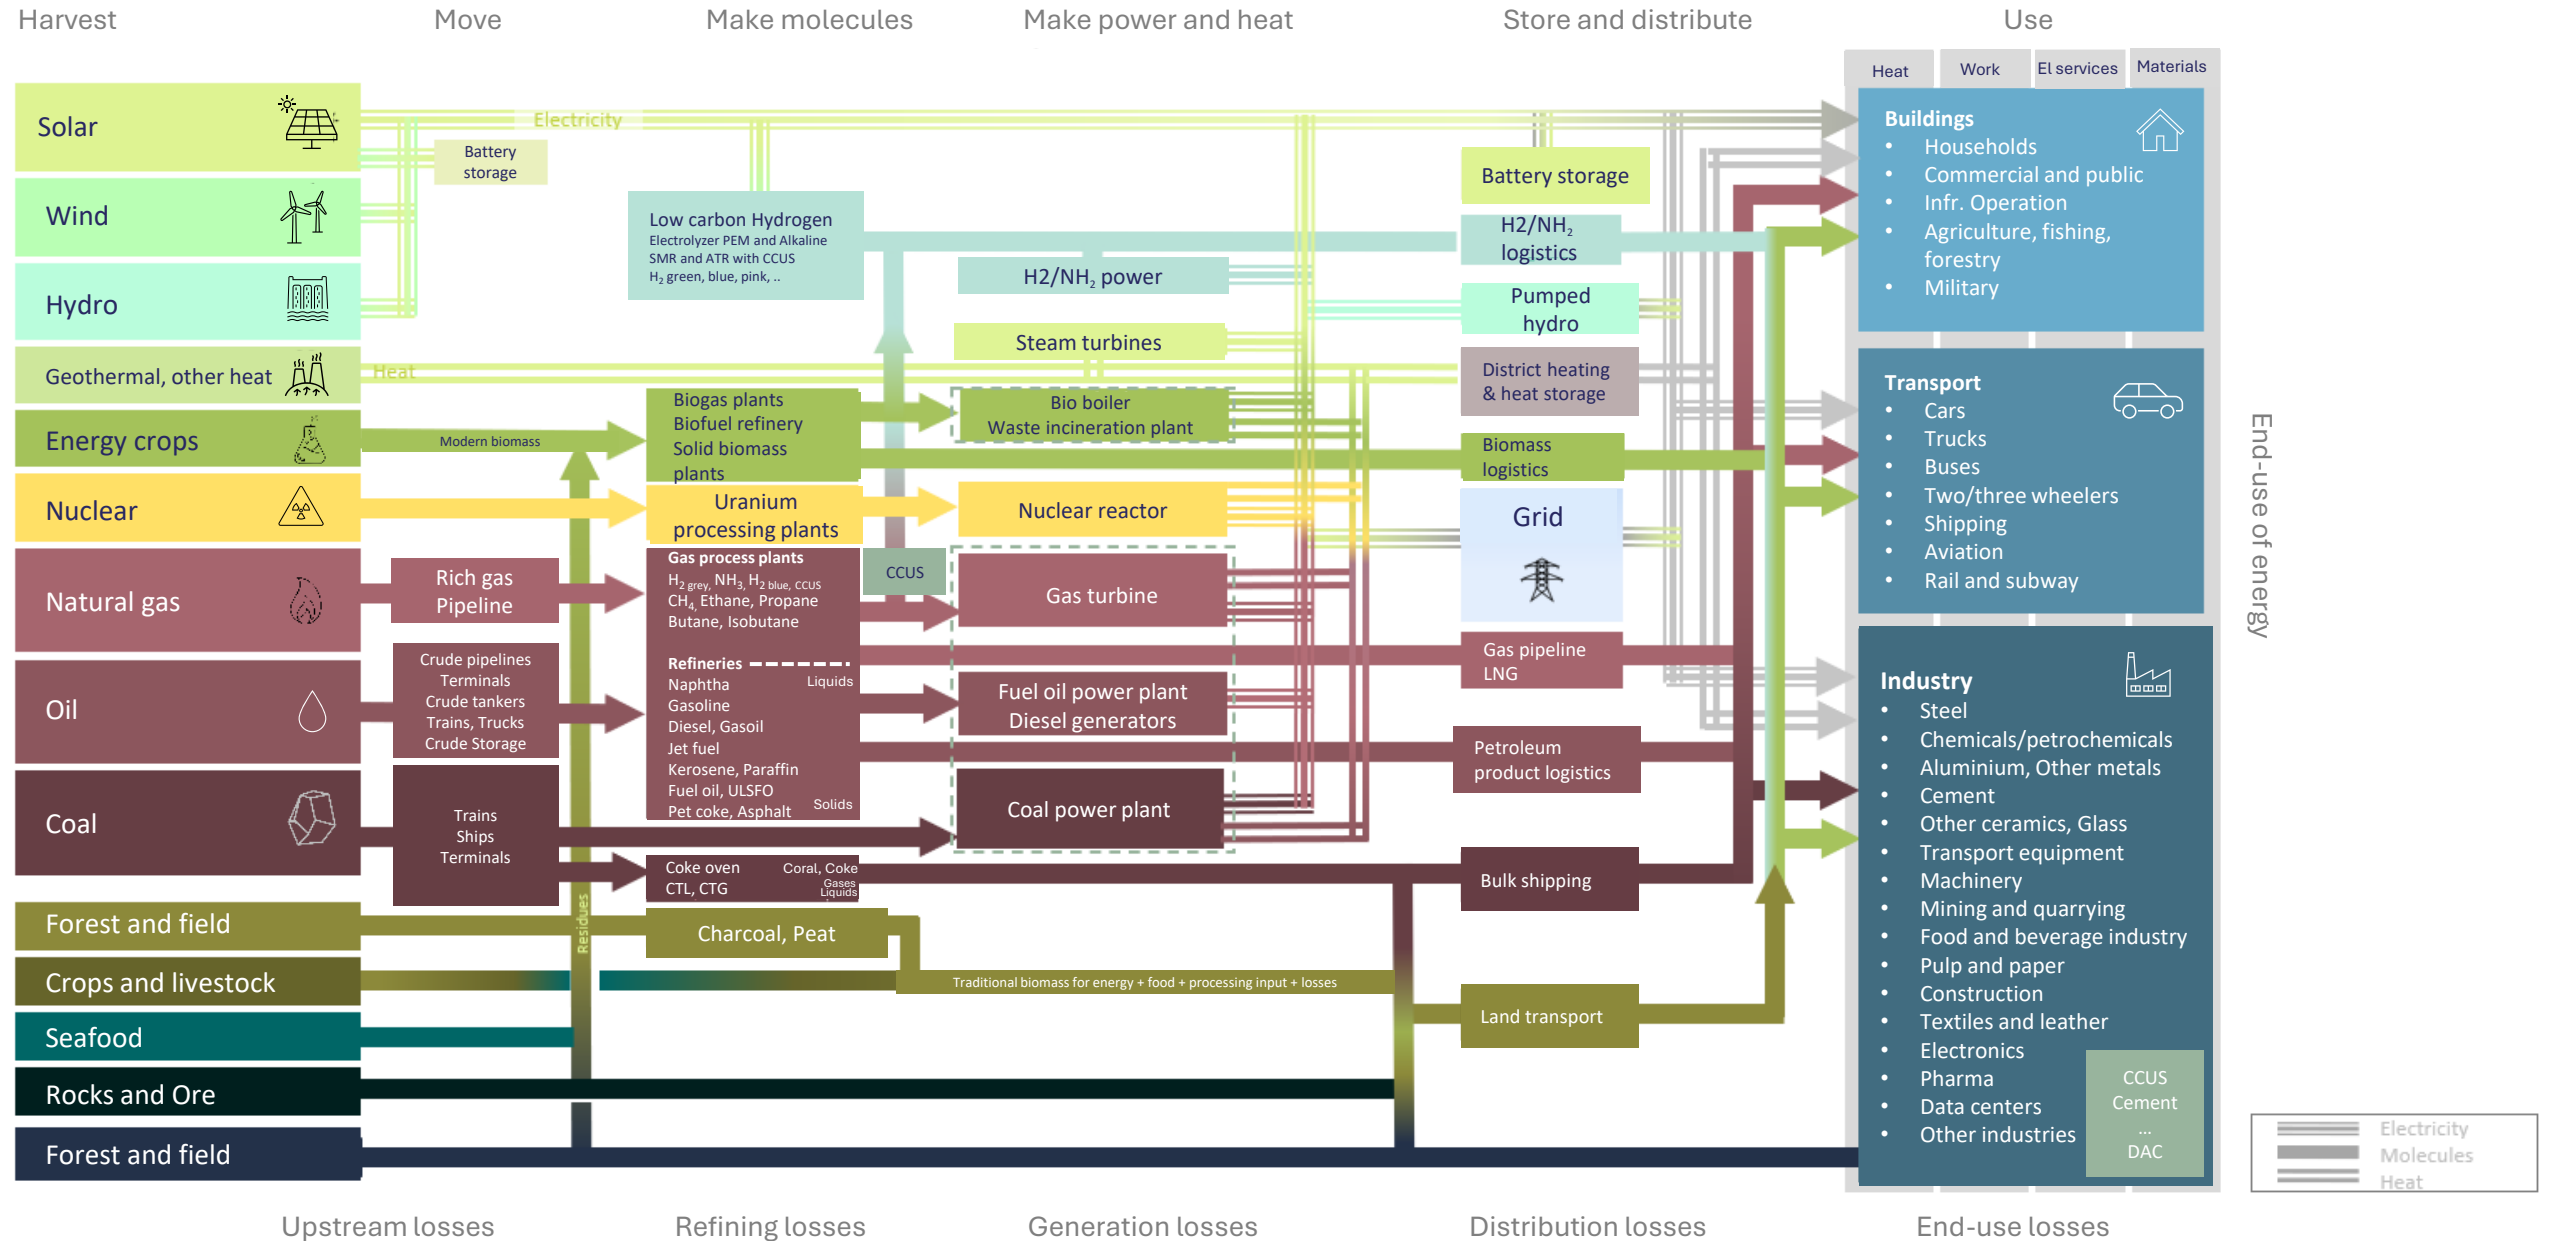 Harvest
Move
Make molecules
Make power and heat
Store and distribute
Use
Heat
Work
El services
Materials
Solar
Wind
Hydro
Geothermal, other heat
Energy crops
Nuclear
Natural gas
Oil
Coal
Forest and field
Crops and livestock
Seafood
Rocks and Ore
Forest and field
Electricity
Battery
storage
Heat
Modern biomass
Rich gas
Pipeline
Crude pipelines
Terminals
Crude tankers
Trains, Trucks
Crude Storage
Trains
Ships
Terminals
Residues
Low carbon Hydrogen
Electrolyzer PEM and Alkaline
SMR and ATR with CCUS
H2 green, blue, pink, ..
Biogas plants
Biofuel refinery
Solid biomass
plants
Uranium
processing plants
Gas process plants
H2 grey, NH3, H2 blue, CCUS
CH4, Ethane, Propane
Butane, Isobutane
Refineries
Liquids
Naphtha
Gasoline
Diesel, Gasoil
Jet fuel
Kerosene, Paraffin
Fuel oil, ULSFO
Pet coke, Asphalt
Solids
Coke oven
CTL, CTG
Coral, Coke
Gases
Liquids
Charcoal, Peat
CCUS
H2/NH2 power
Steam turbines
Bio boiler
Waste incineration plant
Nuclear reactor
Gas turbine
Fuel oil power plant
Diesel generators
Coal power plant
Traditional biomass for energy + food + processing input + losses
Battery storage
H2/NH2
logistics
Pumped
hydro
District heating
& heat storage
Biomass
logistics
Grid
Gas pipeline
LNG
Petroleum
product logistics
Bulk shipping
Land transport
Buildings
• Households
• Commercial and public
• Infr. Operation
• Agriculture, fishing,
forestry
• Military
Transport
• Cars
• Trucks
• Buses
• Two/three wheelers
• Shipping
• Aviation
• Rail and subway
Industry
• Steel
• Chemicals/petrochemicals
• Aluminium, Other metals
• Cement
• Other ceramics, Glass
• Transport equipment
• Machinery
• Mining and quarrying
• Food and beverage industry
• Pulp and paper
• Construction
• Textiles and leather
• Electronics
• Pharma
• Data centers
• Other industries
CCUS
Cement
...
DAC
End-use of energy
Electricity
Molecules
Heat
Upstream losses
Refining losses
Generation losses
Distribution losses
End-use losses